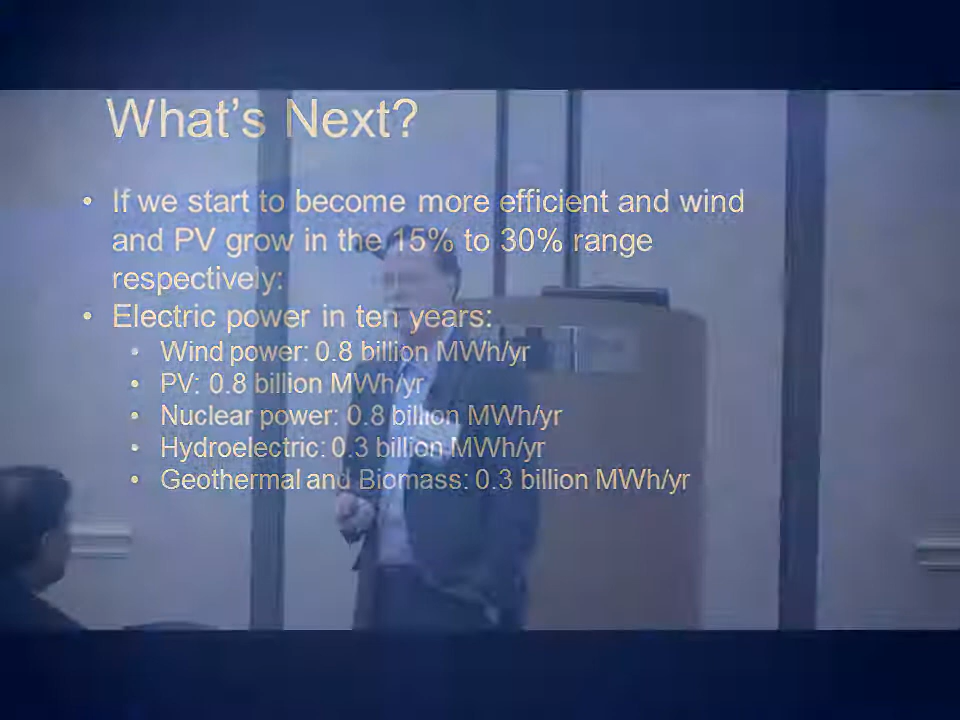 What's Next?
• If we start to become more efficient and wind
and PV grow in the 15% to 30% range
respectively:
• Electric power in ten years:
• Wind power: 0.8 billion MWh/yr
• PV: 0.8 billion MWh/yr
• Nuclear power: 0.8 billion MWh/yr
• Hydroelectric: 0.3 billion MWh/yr
• Geothermal and Biomass: 0.3 billion MWh/yr